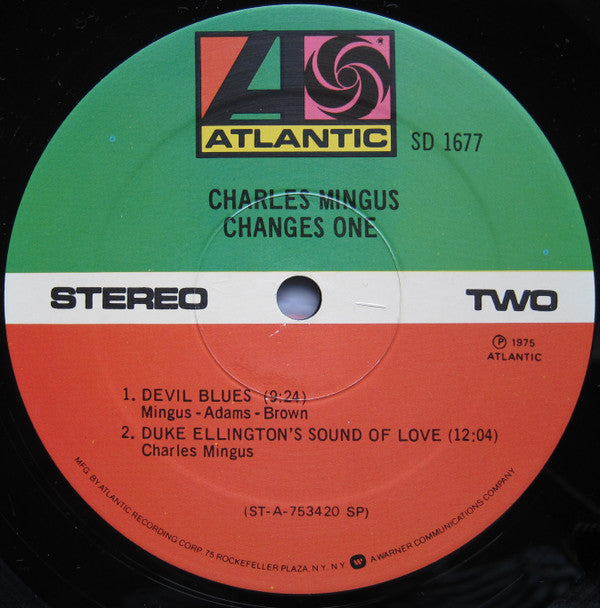 ATLANTIC
SD 1677
CHARLES MINGUS
CHANGES ONE
STEREO
TWO
Ⓟ 1975
ATLANTIC
1. DEVIL BLUES (9:24)
Mingus-Adams-Brown
2. DUKE ELLINGTON'S SOUND OF LOVE (12:04)
Charles Mingus
(ST-A-753420 SP)
MFG. BY ATLANTIC RECORDING CORP. 75 ROCKEFELLER PLAZA, N.Y. N.Y. A WARNER COMMUNICATIONS COMPANY